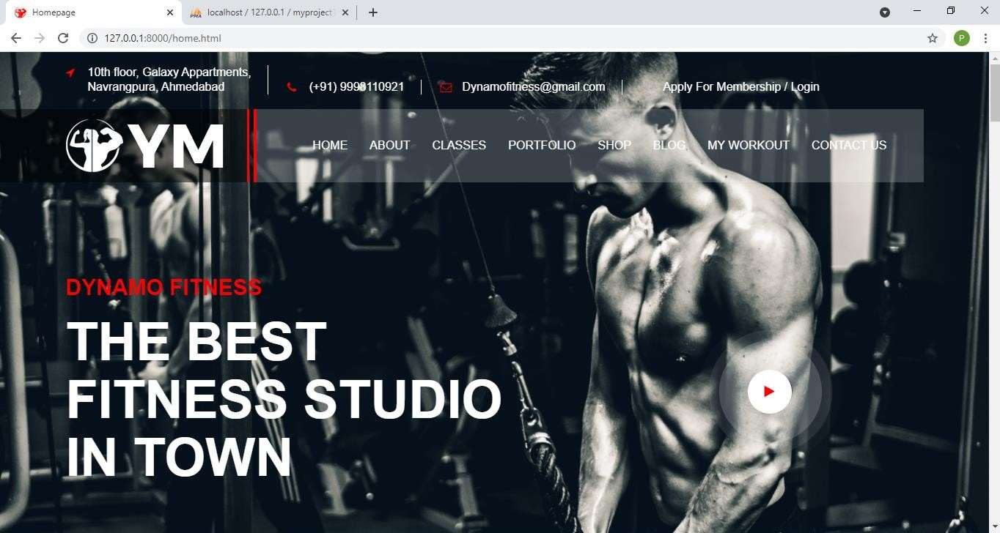 Homepage
localhost / 127.0.0.1 / myproject
127.0.0.1:8000/home.html
P
10th floor, Galaxy Appartments,
Navrangpura, Ahmedabad
(+91) 9998110921
Dynamofitness@gmail.com
Apply For Membership / Login
YM
HOME
ABOUT
CLASSES
PORTFOLIO
SHOP
BLOG
MY WORKOUT
CONTACT US
DYNAMO FITNESS
THE BEST
FITNESS STUDIO
IN TOWN